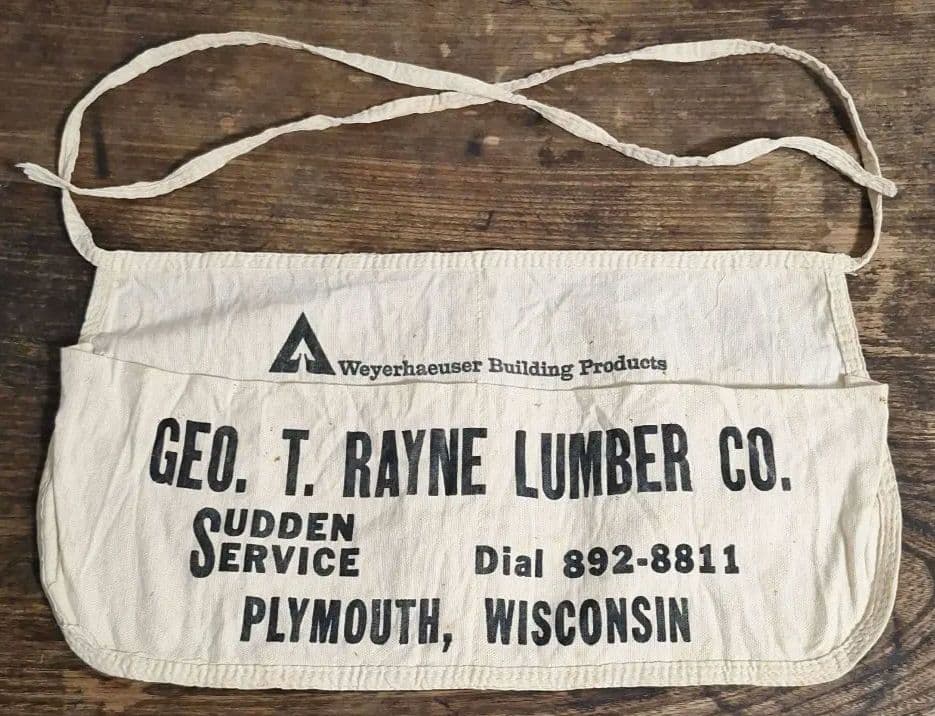 Weyerhaeuser Building Products
GEO. T. RAYNE LUMBER CO.
SUDDEN
SERVICE
Dial 892-8811
PLYMOUTH, WISCONSIN